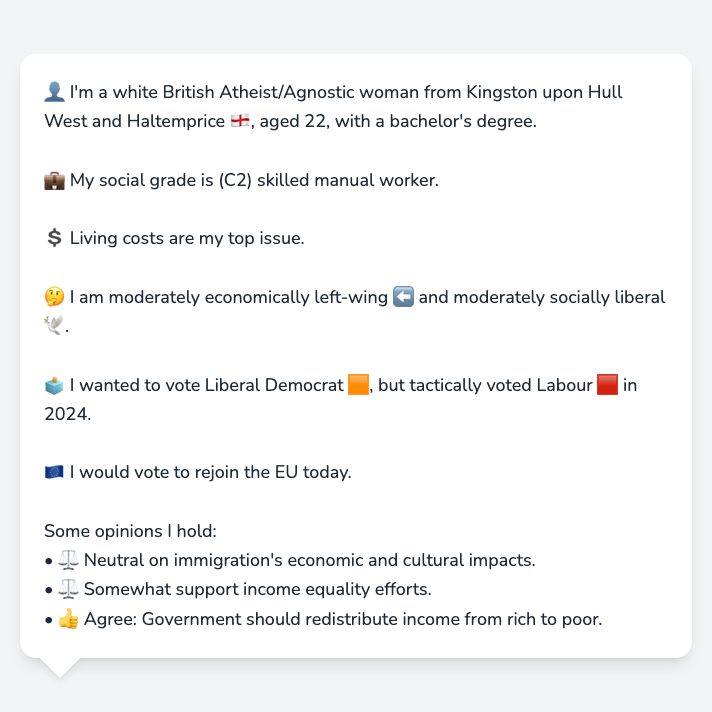 👤 I'm a white British Atheist/Agnostic woman from Kingston upon Hull
West and Haltemprice 🏴󠁧󠁢󠁥󠁮󠁧󠁿, aged 22, with a bachelor's degree.
💼 My social grade is (C2) skilled manual worker.
💲 Living costs are my top issue.
🤔 I am moderately economically left-wing ⬅️ and moderately socially liberal
🕊️.
🗳️ I wanted to vote Liberal Democrat 🟧, but tactically voted Labour 🟥 in
2024.
🇪🇺 I would vote to rejoin the EU today.
Some opinions I hold:
• ⚖️ Neutral on immigration's economic and cultural impacts.
• ⚖️ Somewhat support income equality efforts.
• 👍 Agree: Government should redistribute income from rich to poor.